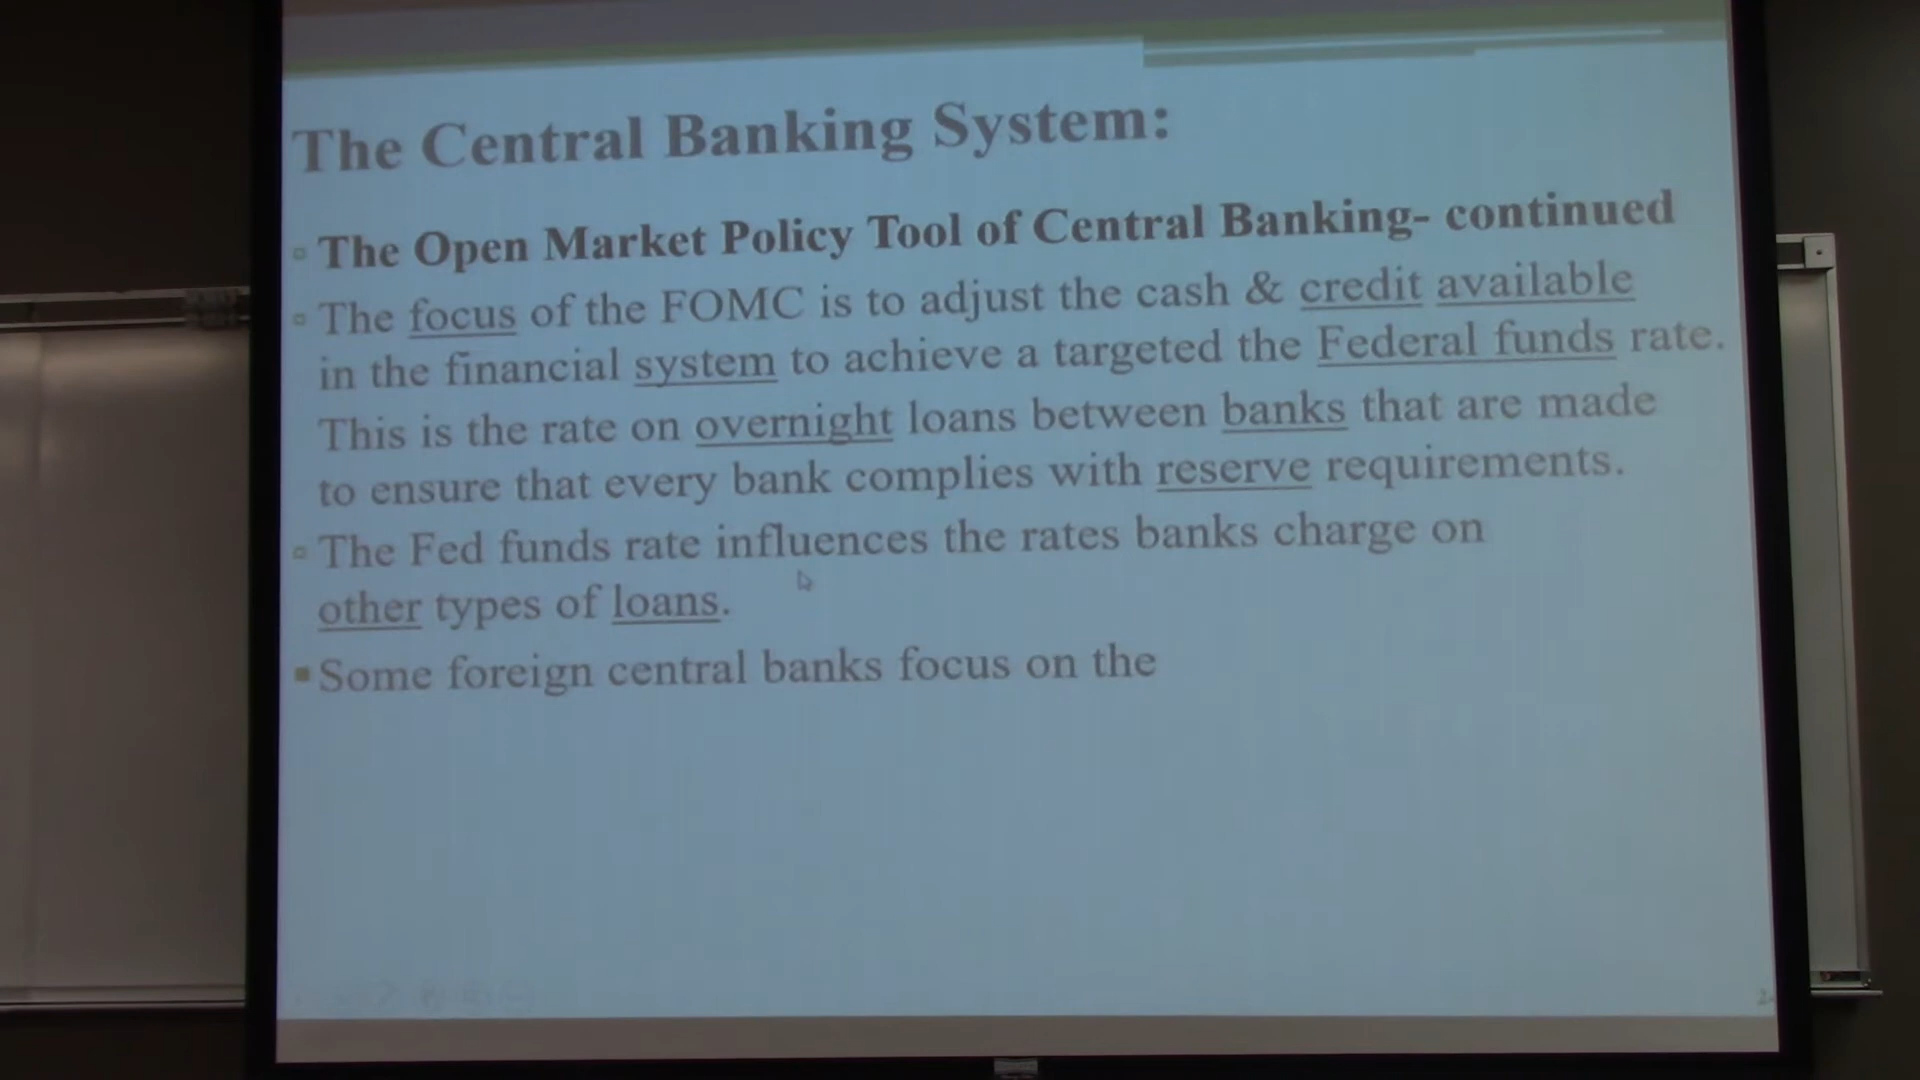 The Central Banking System:
The Open Market Policy Tool of Central Banking- continued
The focus of the FOMC is to adjust the cash & credit available
in the financial system to achieve a targeted the Federal funds rate.
This is the rate on overnight loans between banks that are made
to ensure that every bank complies with reserve requirements.
The Fed funds rate influences the rates banks charge on
other types of loans.
Some foreign central banks focus on the